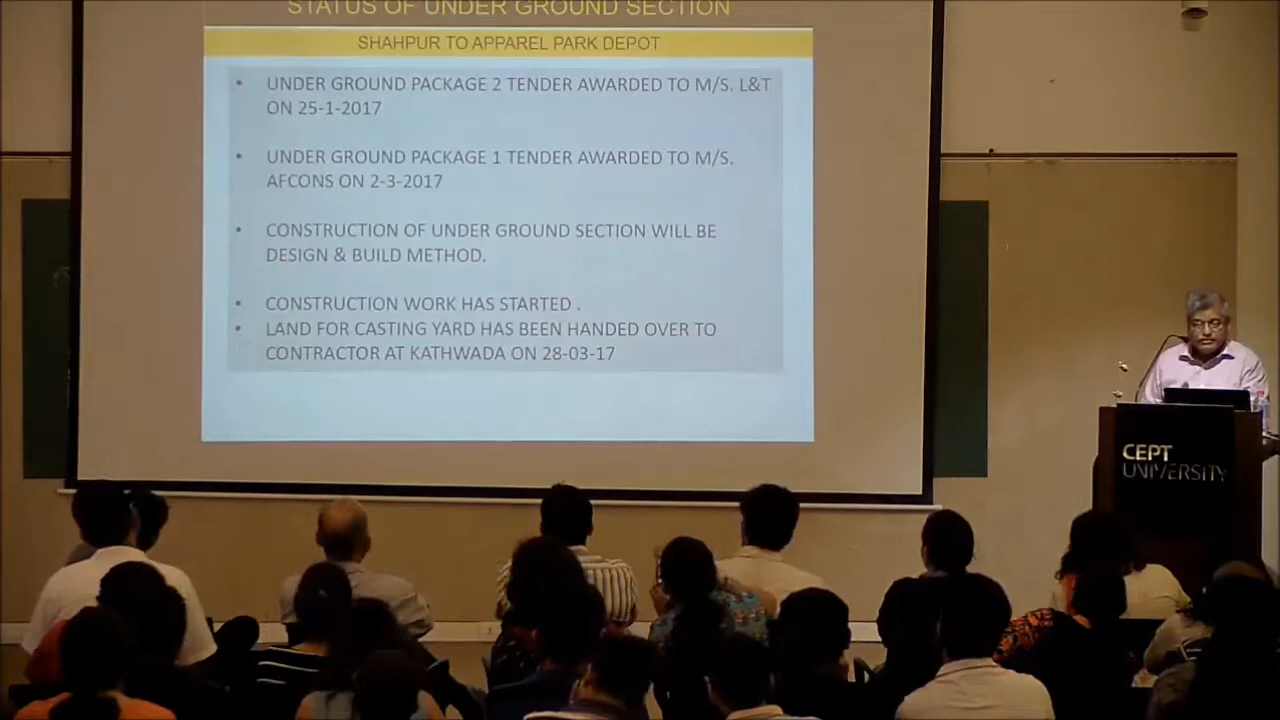 STATUS OF UNDER GROUND SECTION
SHAHPUR TO APPAREL PARK DEPOT
• UNDER GROUND PACKAGE 2 TENDER AWARDED TO M/S. L&T
ON 25-1-2017
• UNDER GROUND PACKAGE 1 TENDER AWARDED TO M/S.
AFCONS ON 2-3-2017
• CONSTRUCTION OF UNDER GROUND SECTION WILL BE
DESIGN & BUILD METHOD.
• CONSTRUCTION WORK HAS STARTED .
• LAND FOR CASTING YARD HAS BEEN HANDED OVER TO
CONTRACTOR AT KATHWADA ON 28-03-17
CEPT
UNIVERSITY